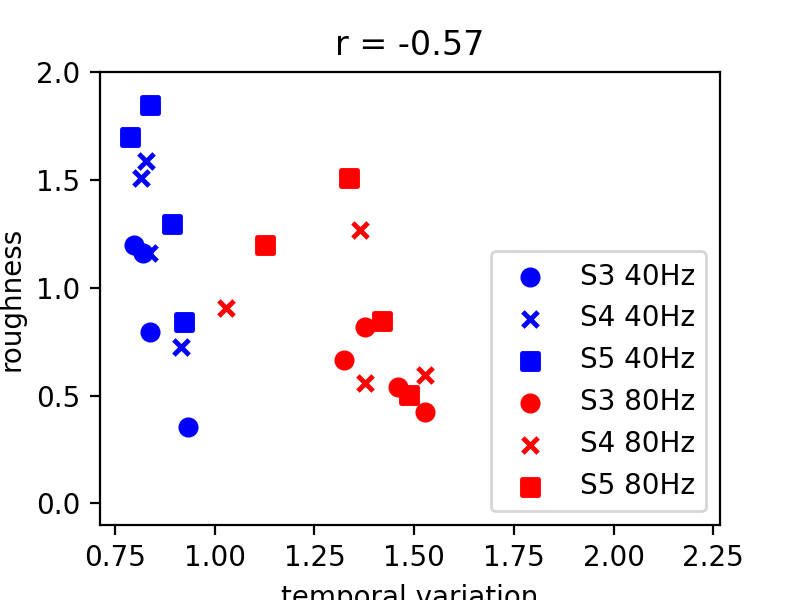 r = -0.57
2.0
1.5
1.0
0.5
0.0
roughness
S3 40Hz
S4 40Hz
S5 40Hz
S3 80Hz
S4 80Hz
S5 80Hz
0.75 1.00 1.25 1.50 1.75 2.00 2.25
temporal variation